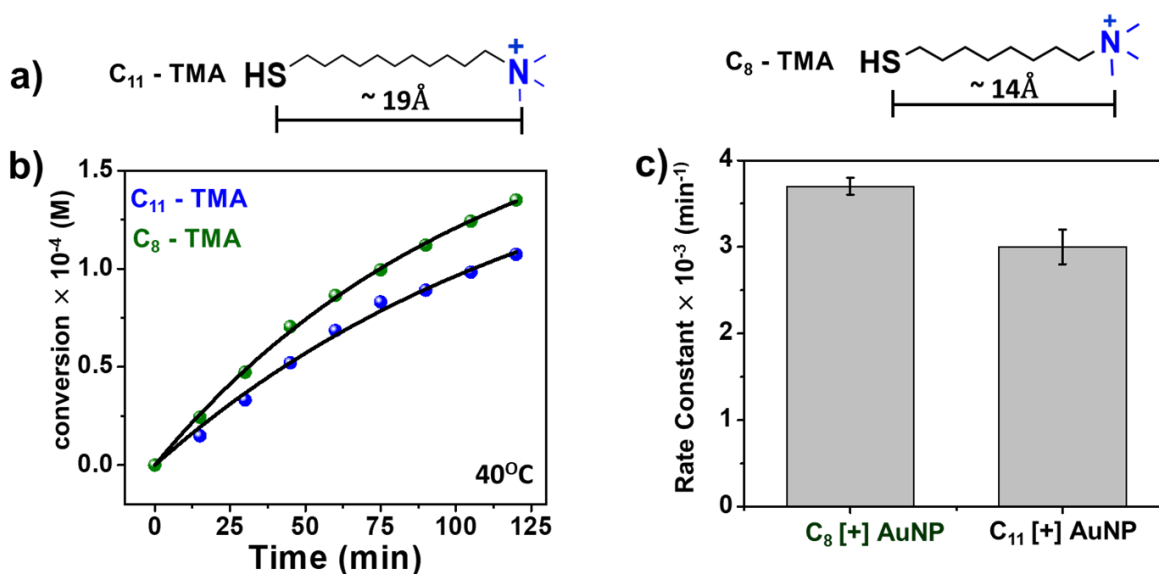 a)
C₁₁ - TMA
HS
+
N
~ 19Å
C₈ - TMA
HS
+
N
~ 14Å
b)
C₁₁ - TMA
C₈ - TMA
conversion × 10⁻⁴ (M)
1.5
1.0
0.5
0.0
40⁰C
0 25 50 75 100 125
Time (min)
c)
Rate Constant × 10⁻³ (min⁻¹)
4
3
2
1
0
C₈ [+] AuNP
C₁₁ [+] AuNP